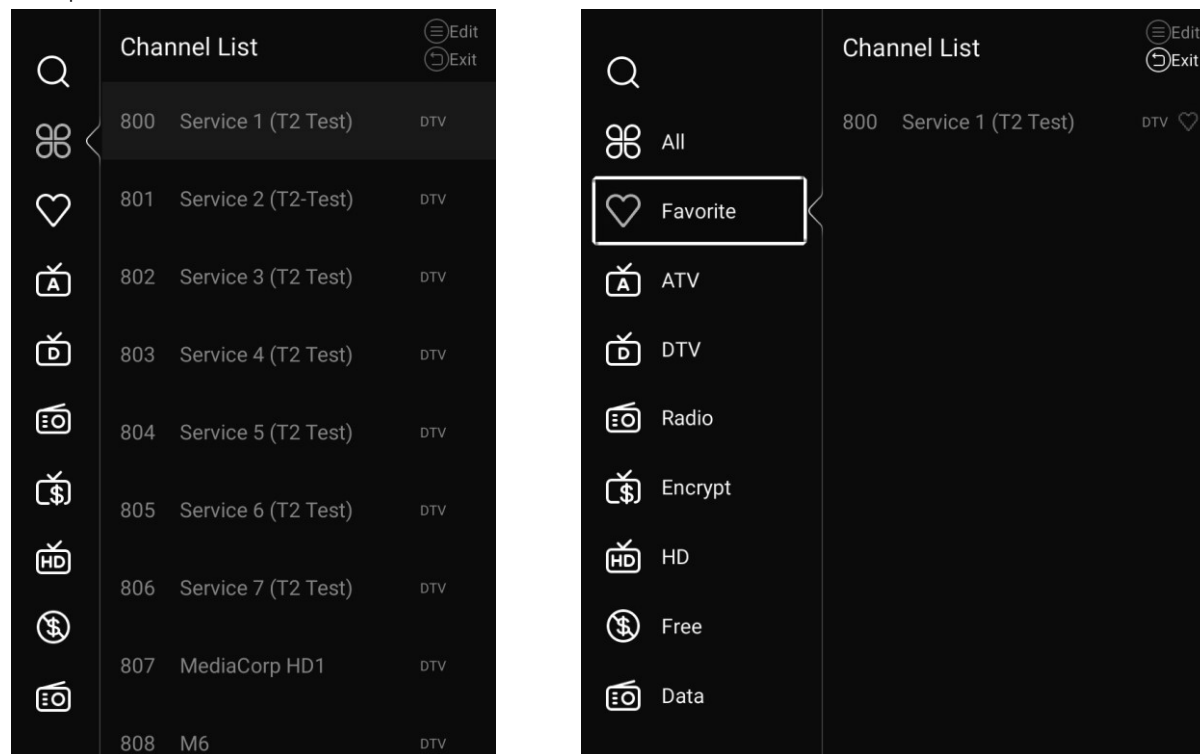 Channel List
Edit
Exit
800 Service 1 (T2 Test) DTV
801 Service 2 (T2-Test) DTV
802 Service 3 (T2 Test) DTV
803 Service 4 (T2 Test) DTV
804 Service 5 (T2 Test) DTV
805 Service 6 (T2 Test) DTV
806 Service 7 (T2 Test) DTV
807 MediaCorp HD1 DTV
808 M6 DTV
A
D
$
HD
$
Channel List
Edit
Exit
All
Favorite
A ATV
D DTV
Radio
$ Encrypt
HD HD
$ Free
Data
800 Service 1 (T2 Test) DTV